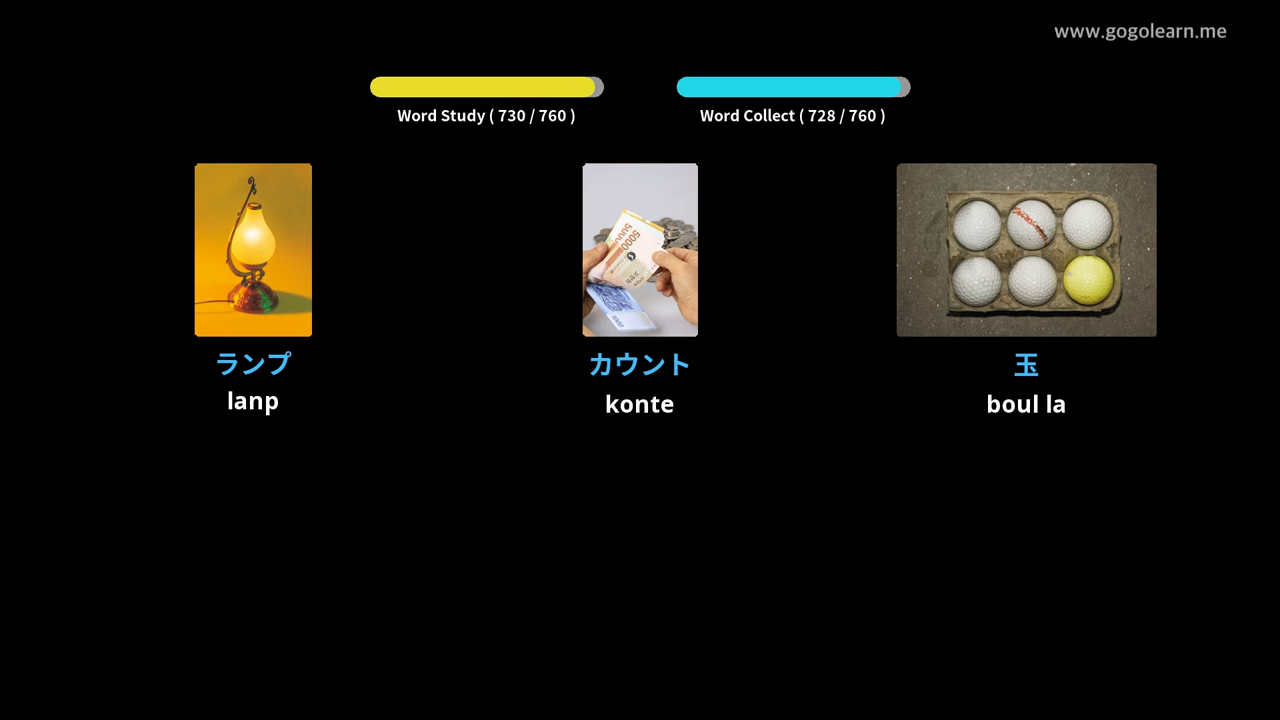 www.gogolearn.me
Word Study ( 730 / 760 )
Word Collect ( 728 / 760 )
ランプ
lanp
カウント
konte
玉
boul la